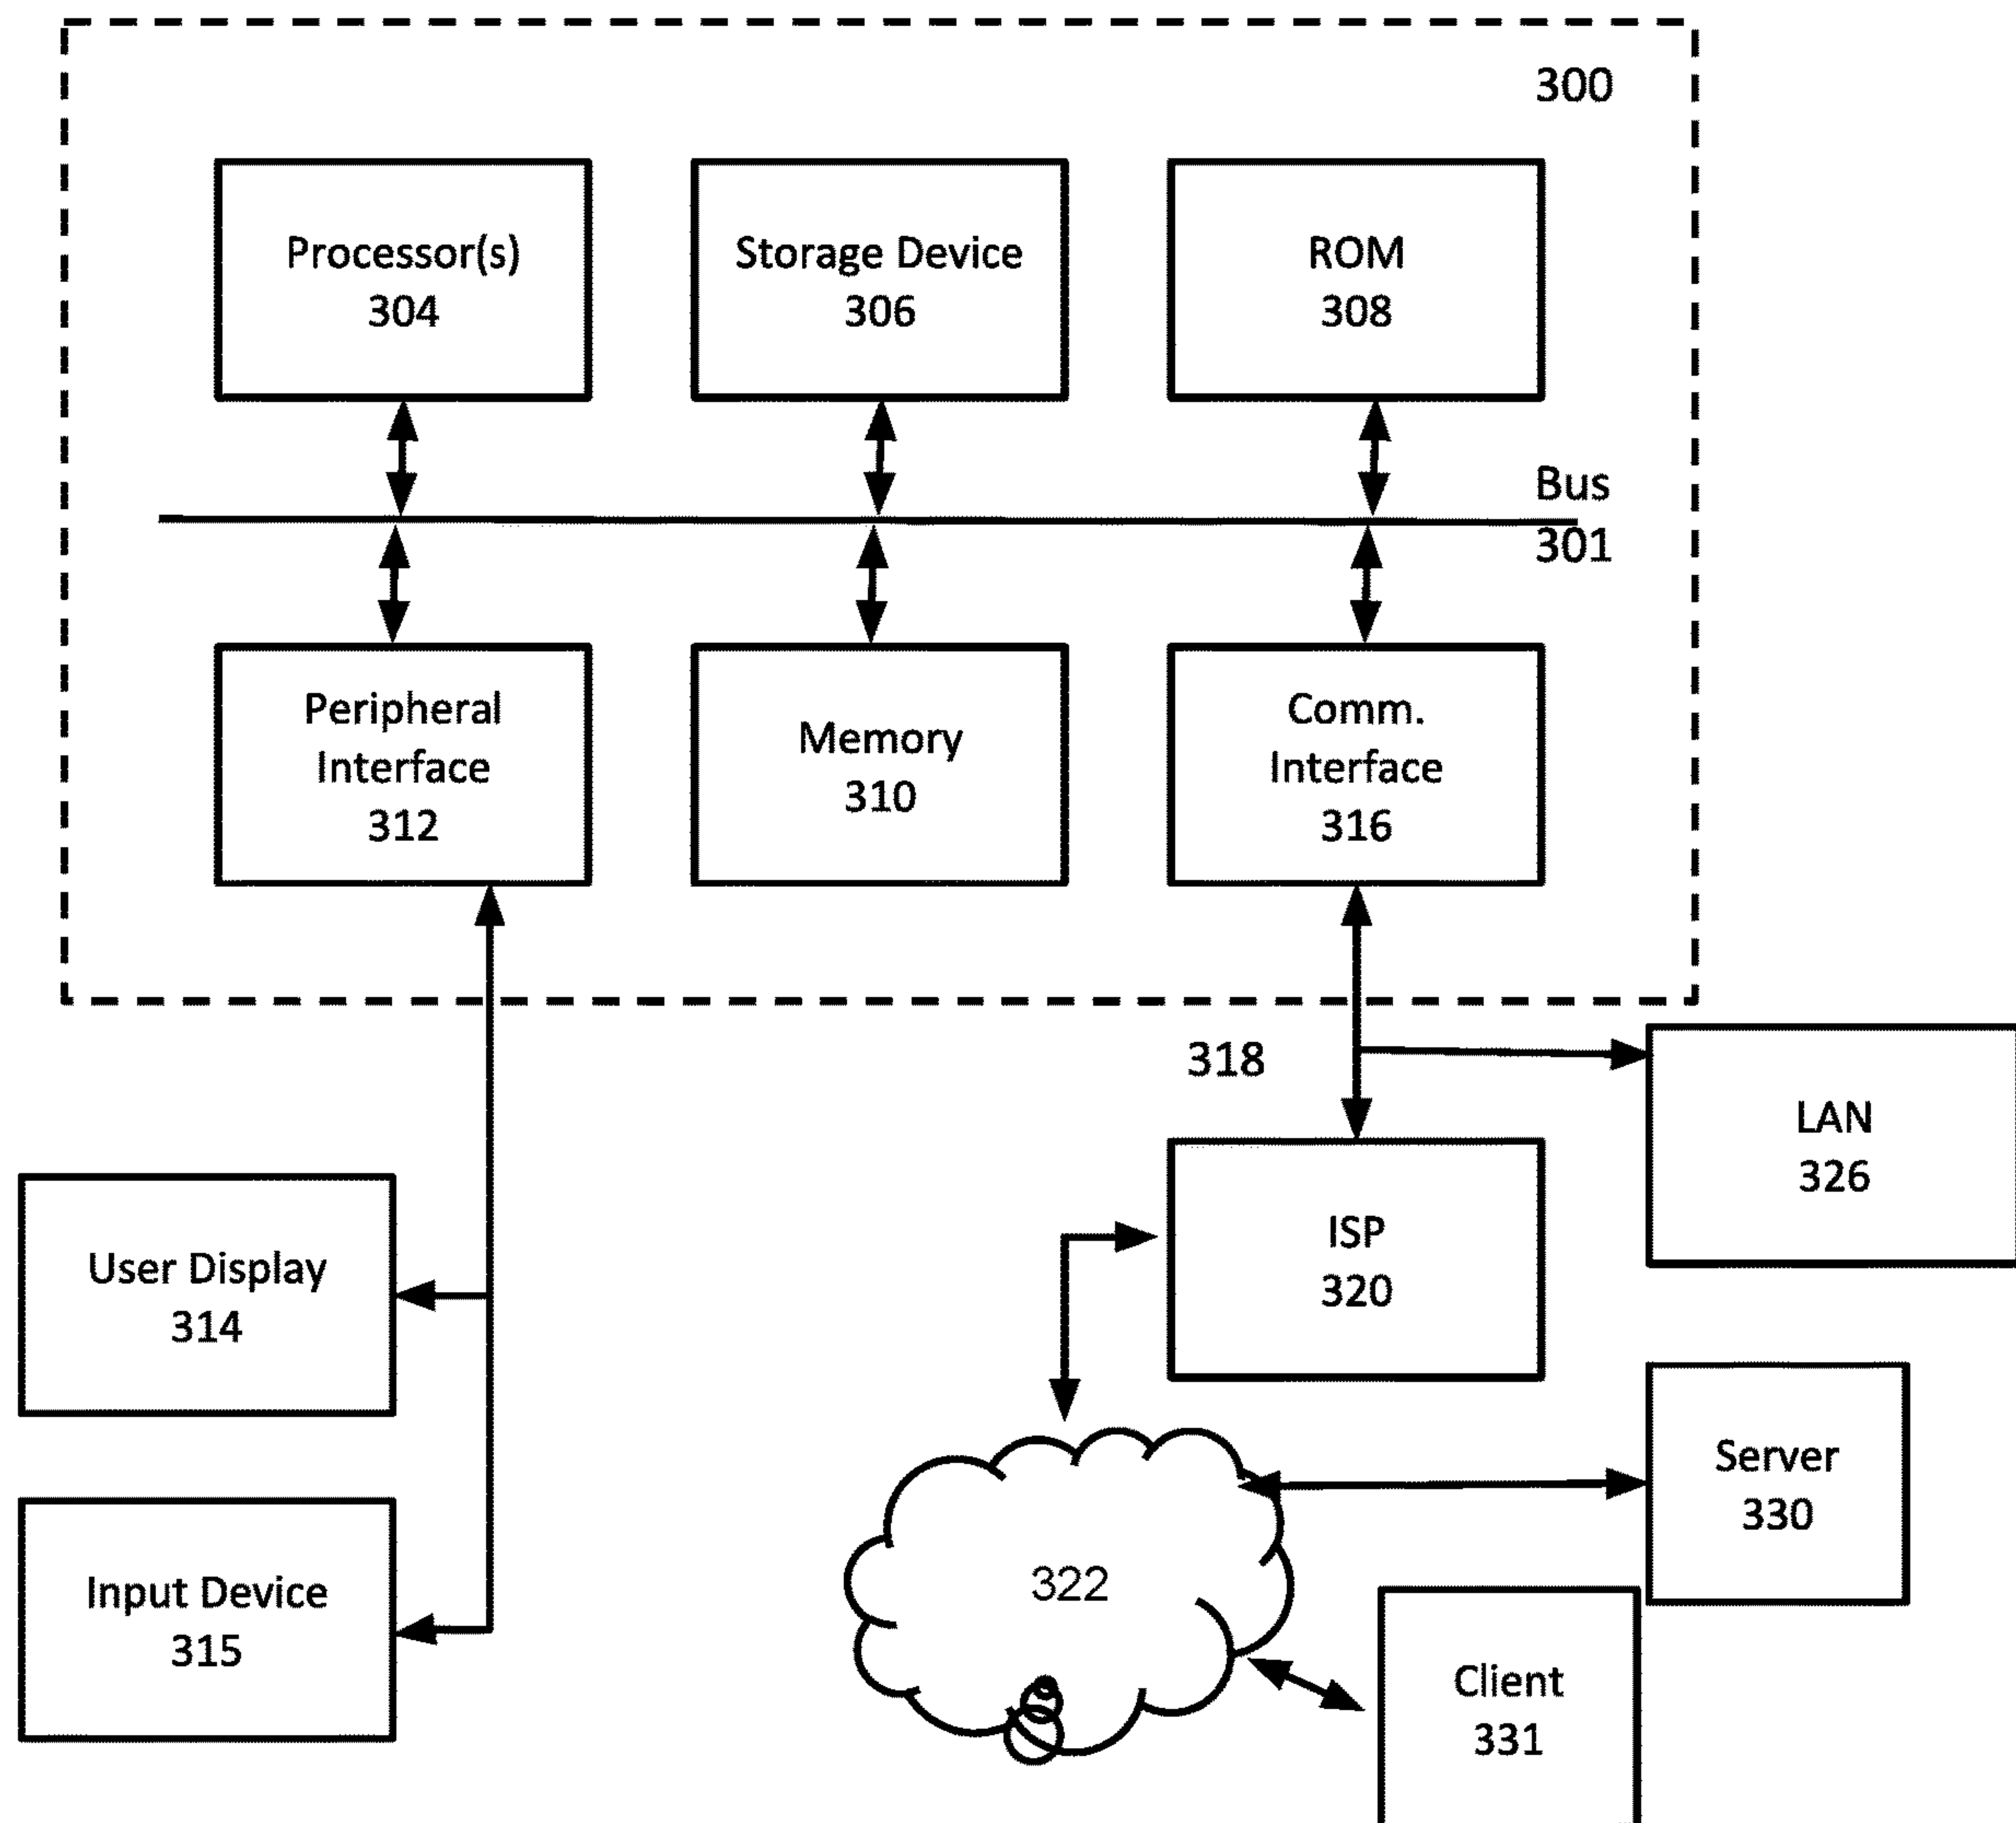 300
Processor(s)
304
Storage Device
306
ROM
308
Bus
301
Peripheral
Interface
312
Memory
310
Comm.
Interface
316
318
LAN
326
User Display
314
ISP
320
Server
330
Input Device
315
322
Client
331